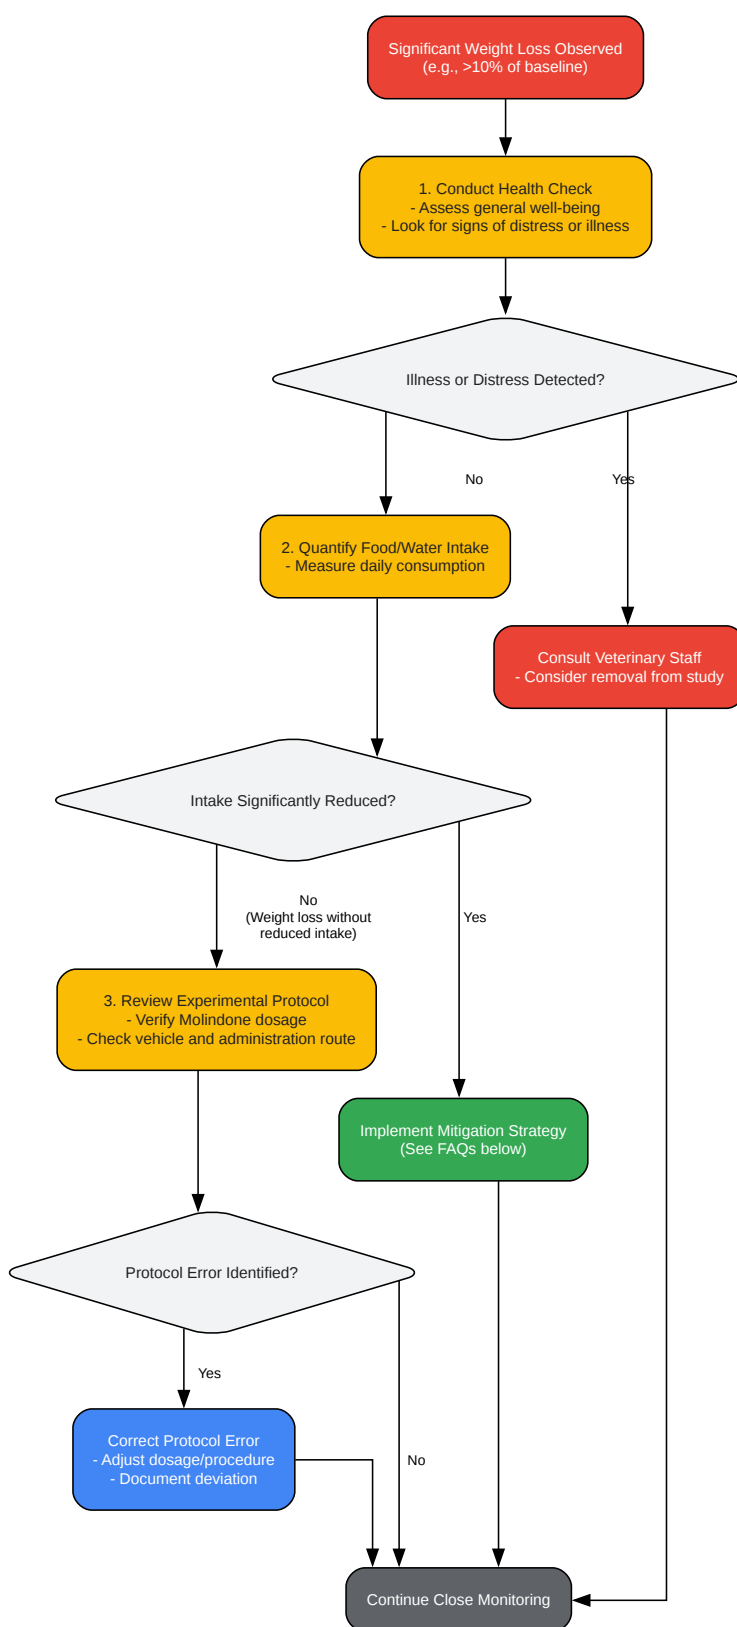 Significant Weight Loss Observed
(e.g., >10% of baseline)
1. Conduct Health Check
- Assess general well-being
- Look for signs of distress or illness
Illness or Distress Detected?
No
Yes
2. Quantify Food/Water Intake
- Measure daily consumption
Consult Veterinary Staff
- Consider removal from study
Intake Significantly Reduced?
No
(Weight loss without
reduced intake)
Yes
3. Review Experimental Protocol
- Verify Molindone dosage
- Check vehicle and administration route
Implement Mitigation Strategy
(See FAQs below)
Protocol Error Identified?
Yes
Correct Protocol Error
- Adjust dosage/procedure
- Document deviation
No
Continue Close Monitoring